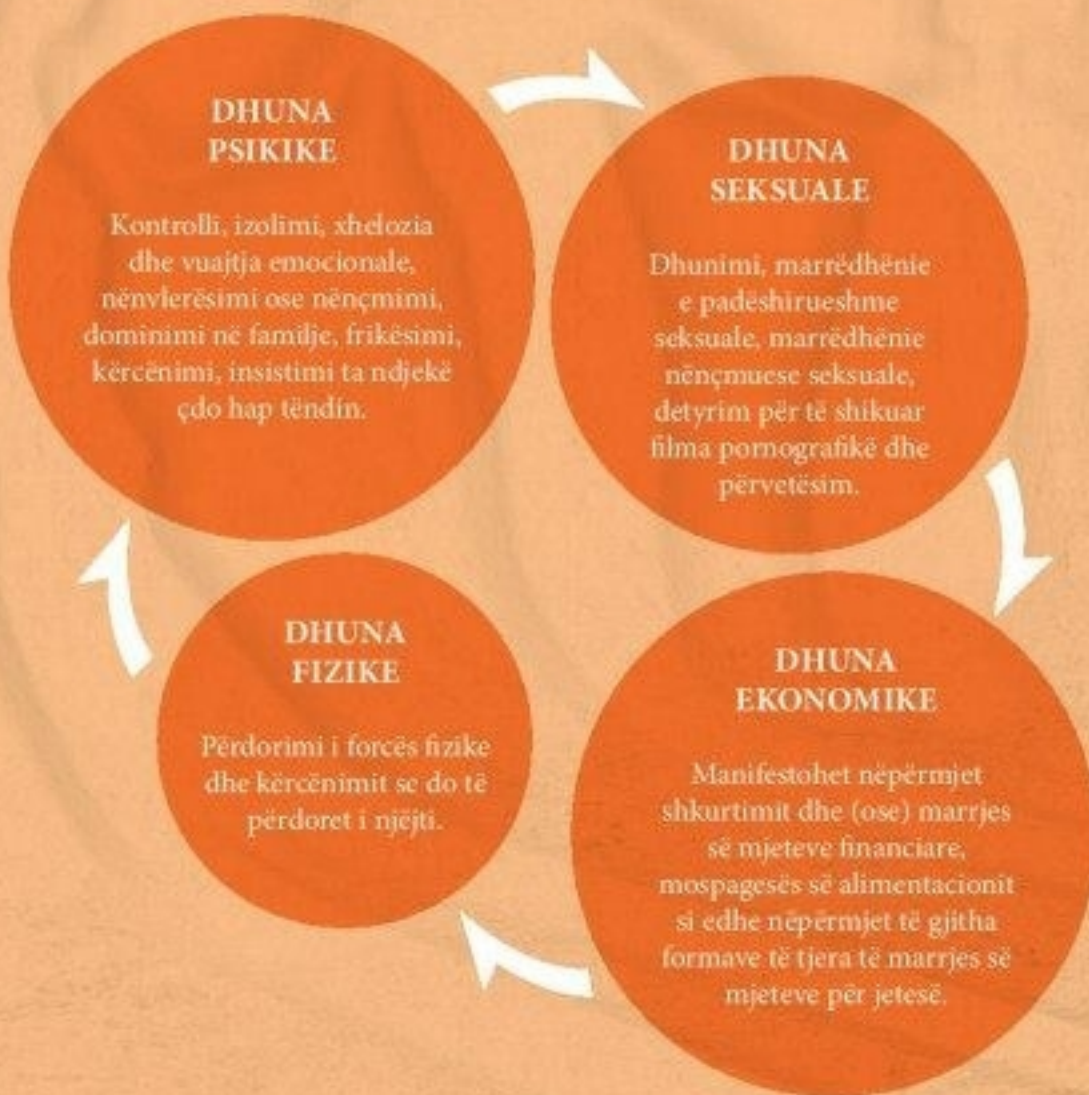 DHUNA
PSIKIKE
Kontrolli, izolimi, xhelozia
dhe vuajtja emocionale,
nënvlerësimi ose nënçmimi,
dominimi në familje, frikësimi,
kërcënimi, insistimi ta ndjekë
çdo hap tëndin.
DHUNA
SEKSUALE
Dhunimi, marrëdhënie
e padëshirueshme
seksuale, marrëdhënie
nënçmuese seksuale,
detyrim për të shikuar
filma pornografikë dhe
përvetësim.
DHUNA
EKONOMIKE
Manifestohet nëpërmjet
shkurtimit dhe (ose) marrjes
së mjeteve financiare,
mospagesës së alimentacionit
si edhe nëpërmjet të gjitha
formave të tjera të marrjes së
mjeteve për jetesë.
DHUNA
FIZIKE
Përdorimi i forcës fizike
dhe kërcënimit se do të
përdoret i njëjti.